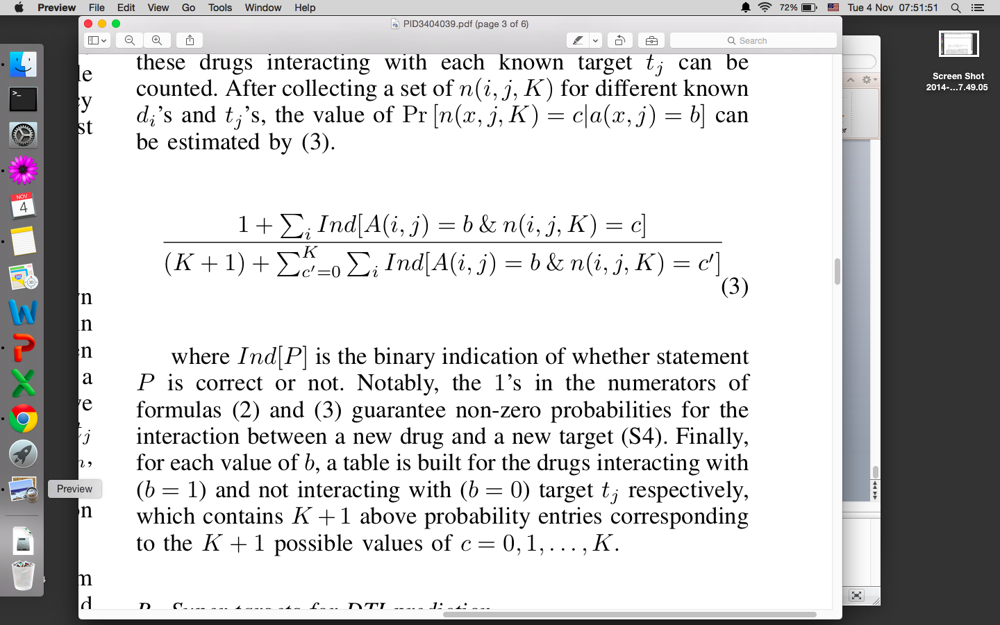 Preview File Edit View Go Tools Window Help 72% Tue 4 Nov 07:51:51
PID3404039.pdf (page 3 of 6)
Search
Screen Shot
2014-...7.49.05
these drugs interacting with each known target t_j can be
counted. After collecting a set of n(i, j, K) for different known
d_i's and t_j's, the value of Pr [n(x, j, K) = c|a(x, j) = b] can
be estimated by (3).
1 + ∑_i Ind[A(i, j) = b & n(i, j, K) = c]
(K + 1) + ∑_{c′=0}^K ∑_i Ind[A(i, j) = b & n(i, j, K) = c′]
(3)
where Ind[P] is the binary indication of whether statement
P is correct or not. Notably, the 1's in the numerators of
formulas (2) and (3) guarantee non-zero probabilities for the
interaction between a new drug and a new target (S4). Finally,
for each value of b, a table is built for the drugs interacting with
(b = 1) and not interacting with (b = 0) target t_j respectively,
which contains K + 1 above probability entries corresponding
to the K + 1 possible values of c = 0, 1, . . . , K.
B. Super-targets for DTI prediction
NOV
4
Preview